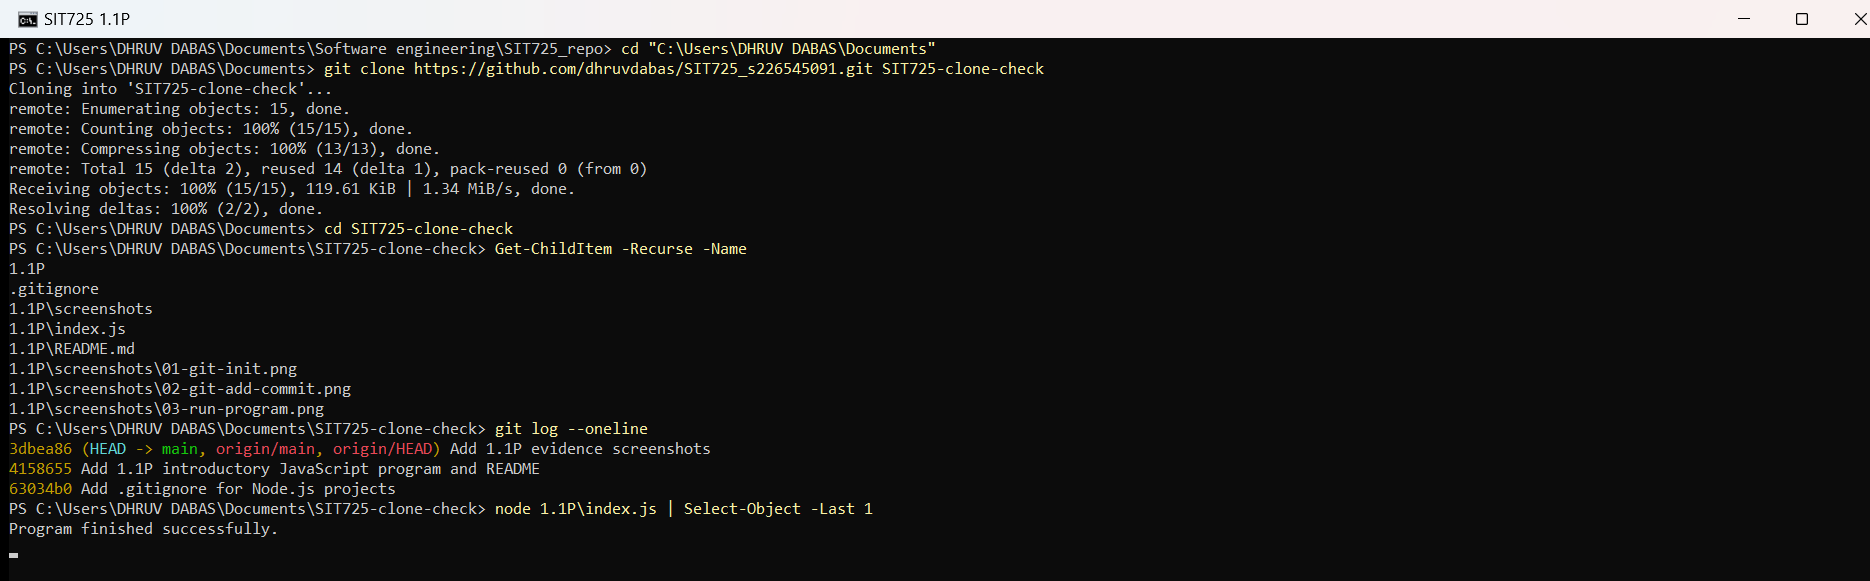 SIT725 1.1P
PS C:\Users\DHRUV DABAS\Documents\Software engineering\SIT725_repo> cd "C:\Users\DHRUV DABAS\Documents"
PS C:\Users\DHRUV DABAS\Documents> git clone https://github.com/dhruvdabas/SIT725_s226545091.git SIT725-clone-check
Cloning into 'SIT725-clone-check'...
remote: Enumerating objects: 15, done.
remote: Counting objects: 100% (15/15), done.
remote: Compressing objects: 100% (13/13), done.
remote: Total 15 (delta 2), reused 14 (delta 1), pack-reused 0 (from 0)
Receiving objects: 100% (15/15), 119.61 KiB | 1.34 MiB/s, done.
Resolving deltas: 100% (2/2), done.
PS C:\Users\DHRUV DABAS\Documents> cd SIT725-clone-check
PS C:\Users\DHRUV DABAS\Documents\SIT725-clone-check> Get-ChildItem -Recurse -Name
1.1P
.gitignore
1.1P\screenshots
1.1P\index.js
1.1P\README.md
1.1P\screenshots\01-git-init.png
1.1P\screenshots\02-git-add-commit.png
1.1P\screenshots\03-run-program.png
PS C:\Users\DHRUV DABAS\Documents\SIT725-clone-check> git log --oneline
3dbea86 (HEAD -> main, origin/main, origin/HEAD) Add 1.1P evidence screenshots
4158655 Add 1.1P introductory JavaScript program and README
63034b0 Add .gitignore for Node.js projects
PS C:\Users\DHRUV DABAS\Documents\SIT725-clone-check> node 1.1P\index.js | Select-Object -Last 1
Program finished successfully.